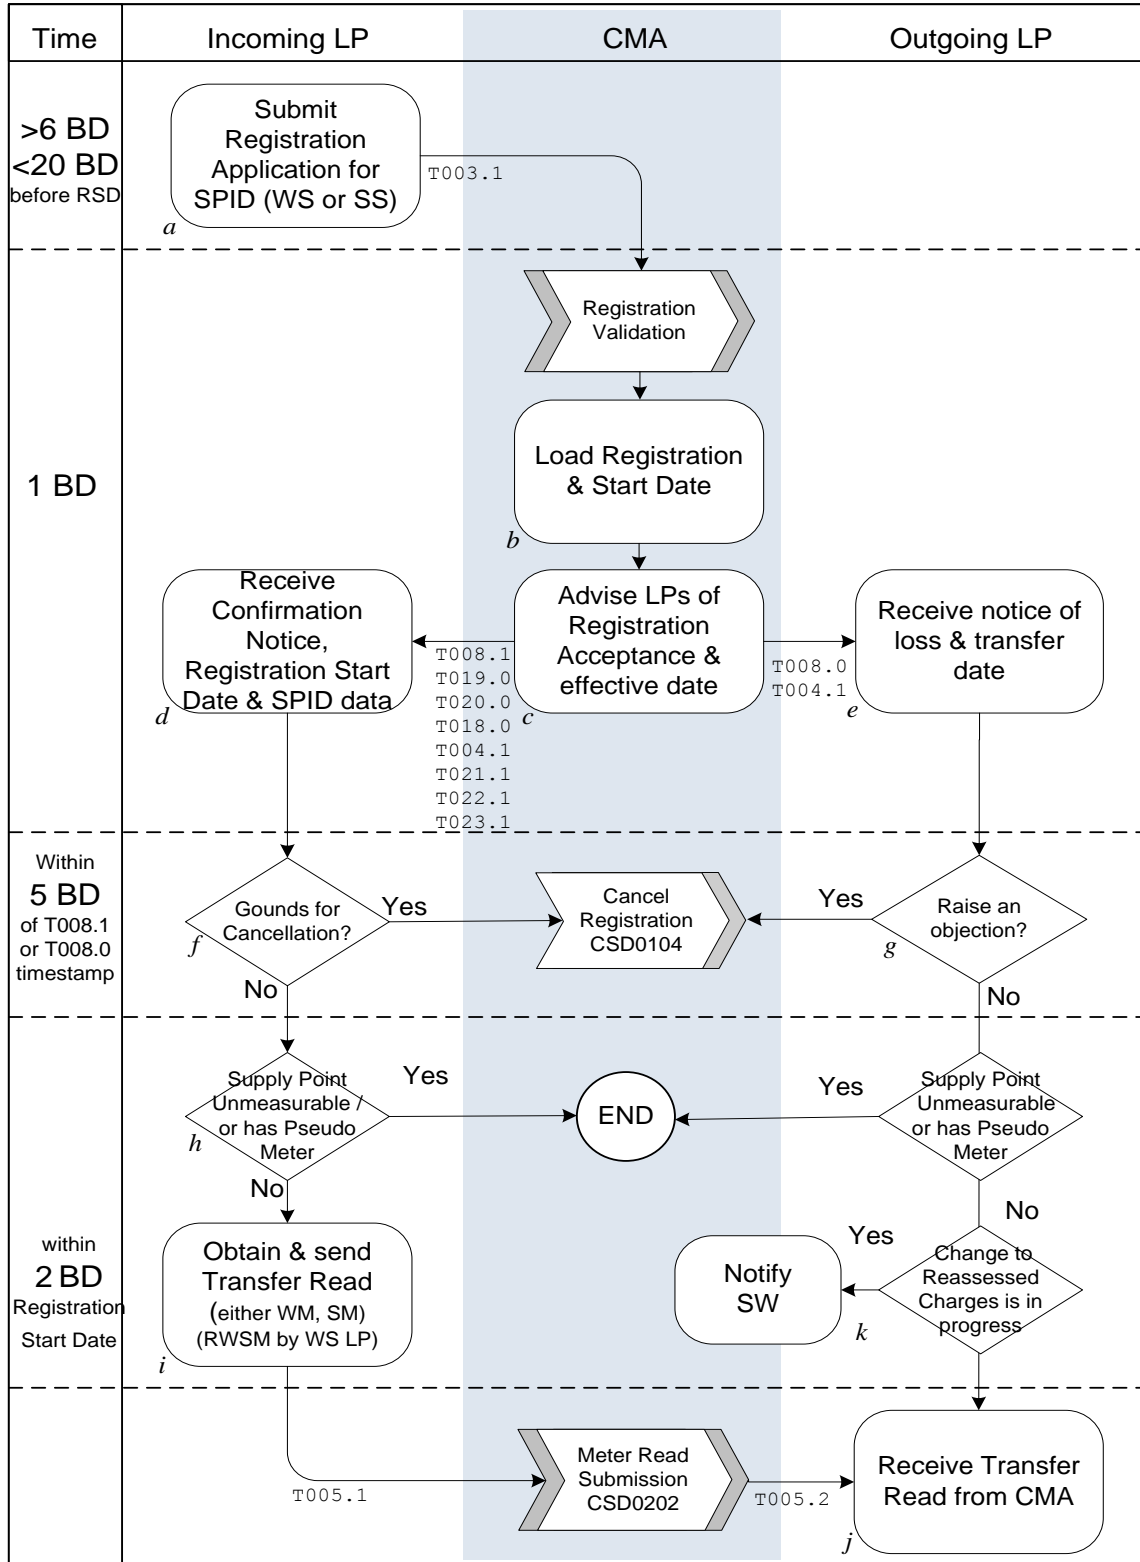 Time
Incoming LP
CMA
Outgoing LP
>6 BD
<20 BD
before RSD
Submit
Registration
Application for
SPID (WS or SS)
a
T003.1
1 BD
Registration
Validation
Load Registration
& Start Date
b
Receive
Confirmation
Notice,
Registration Start
Date & SPID data
d
T008.1
T019.0
T020.0
T018.0
T004.1
T021.1
T022.1
T023.1
Advise LPs of
Registration
Acceptance &
effective date
c
T008.0
T004.1
Receive notice of
loss & transfer
date
e
Within
5 BD
of T008.1
or T008.0
timestamp
Gounds for
Cancellation?
f
Yes
No
Cancel
Registration
CSD0104
Yes
Raise an
objection?
g
No
within
2 BD
Registration
Start Date
Supply Point
Unmeasurable /
or has Pseudo
Meter
h
Yes
No
END
Yes
Supply Point
Unmeasurable
or has Pseudo
Meter
No
Obtain & send
Transfer Read
(either WM, SM)
(RWSM by WS LP)
i
Notify
SW
Yes
k
Change to
Reassessed
Charges is in
progress
T005.1
Meter Read
Submission
CSD0202
T005.2
Receive Transfer
Read from CMA
j